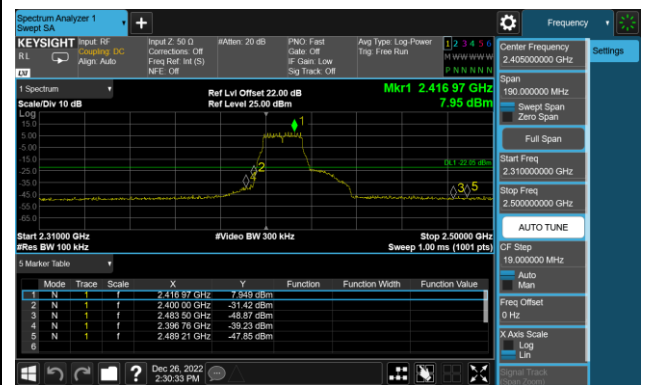 Spectrum Analyzer 1
Swept SA
Frequency
KEYSIGHT
RL
Input: RF
Coupling: DC
Align: Auto
Input Z: 50 Ω
Corrections: Off
Freq Ref: Int (S)
NFE: Off
#Atten: 20 dB
PNO: Fast
Gate: Off
IF Gain: Low
Sig Track: Off
Avg Type: Log-Power
Trig: Free Run
1 2 3 4 5 6
M W W W W W
P N N N N N
LXI
1 Spectrum
Scale/Div 10 dB
Ref Lvl Offset 22.00 dB
Ref Level 25.00 dBm
Mkr1 2.416 97 GHz
7.95 dBm
Log
15.0
5.00
-5.00
-15.0
-25.0
-35.0
-45.0
-55.0
-65.0
1
2
4
3
5
DL1 -22.05 dBm
Start 2.31000 GHz
#Res BW 100 kHz
#Video BW 300 kHz
Stop 2.50000 GHz
Sweep 1.00 ms (1001 pts)
5 Marker Table
Mode Trace Scale X Y Function Function Width Function Value
1 N 1 f 2.416 97 GHz 7.949 dBm
2 N 1 f 2.400 00 GHz -31.42 dBm
3 N 1 f 2.483 50 GHz -48.87 dBm
4 N 1 f 2.396 76 GHz -39.23 dBm
5 N 1 f 2.489 21 GHz -47.85 dBm
6
Dec 26, 2022
2:30:33 PM
Center Frequency
2.405000000 GHz
Settings
Span
190.000000 MHz
Swept Span
Zero Span
Full Span
Start Freq
2.310000000 GHz
Stop Freq
2.500000000 GHz
AUTO TUNE
CF Step
19.000000 MHz
Auto
Man
Freq Offset
0 Hz
X Axis Scale
Log
Lin
Signal Track
(Span Zoom)